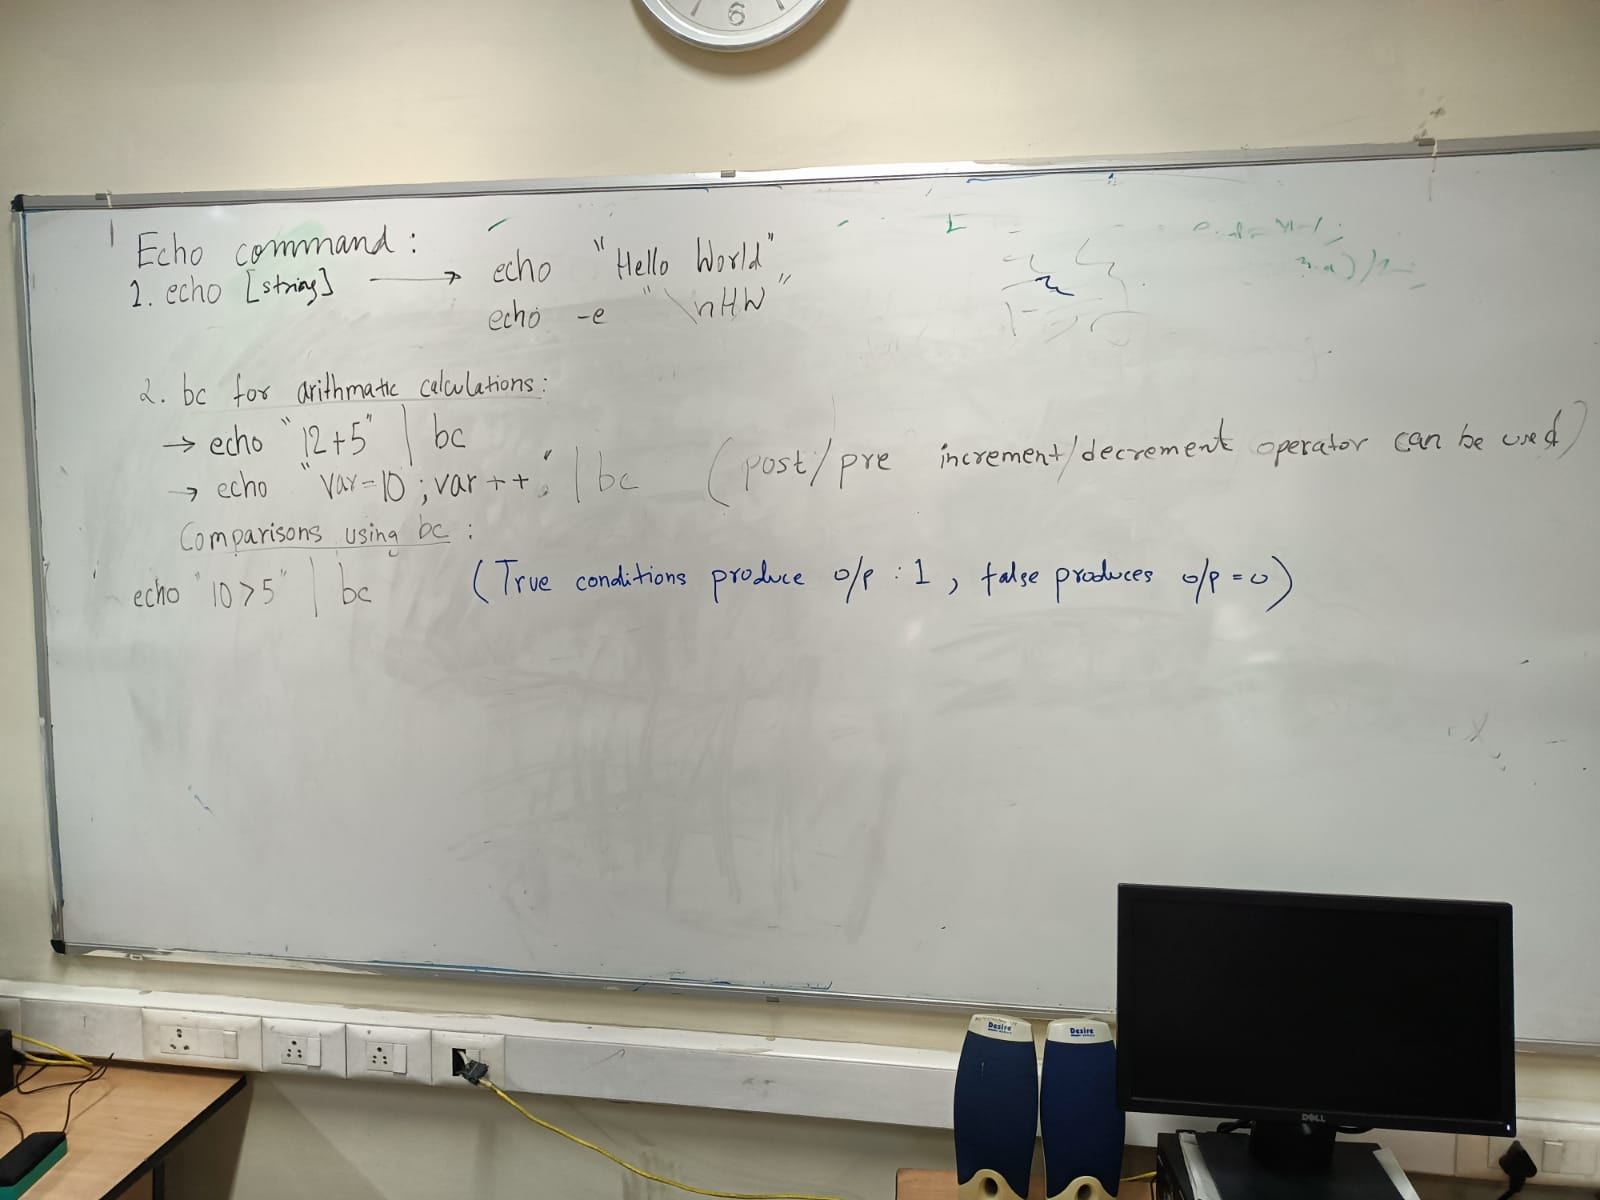 6
Echo command :
1. echo [string] → echo "Hello World"
echo -e "\nHW"
2. bc for arithmatic calculations:
→ echo "12+5" | bc
→ echo "var=10 ; var ++" | bc (post/pre increment/decrement operator can be used)
Comparisons using bc :
echo "10>5" | bc (True conditions produce o/p : 1 , false produces o/p = 0)
Desire
Desire
DELL